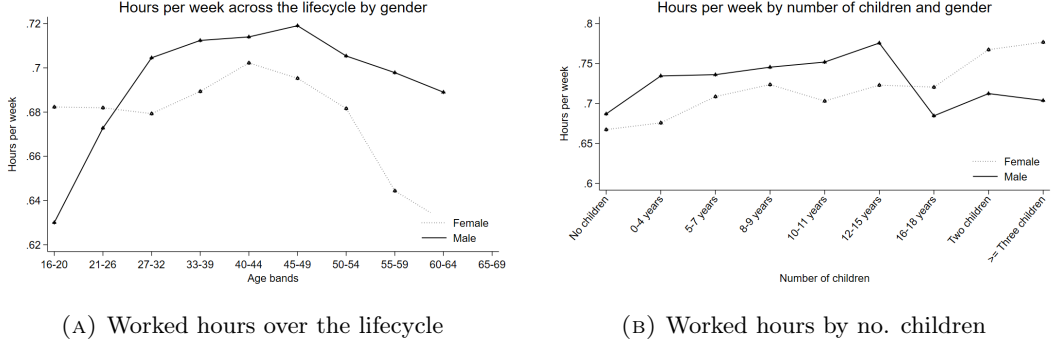 Hours per week across the lifecycle by gender
.72
.7
.68
.66
.64
.62
Hours per week
16-20 21-26 27-32 33-39 40-44 45-49 50-54 55-59 60-64 65-69
Age bands
Female
Male
(A) Worked hours over the lifecycle
Hours per week by number of children and gender
.8
.75
.7
.65
.6
Hours per week
No children
0-4 years
5-7 years
8-9 years
10-11 years
12-15 years
16-18 years
Two children
>= Three children
Number of children
Female
Male
(B) Worked hours by no. children